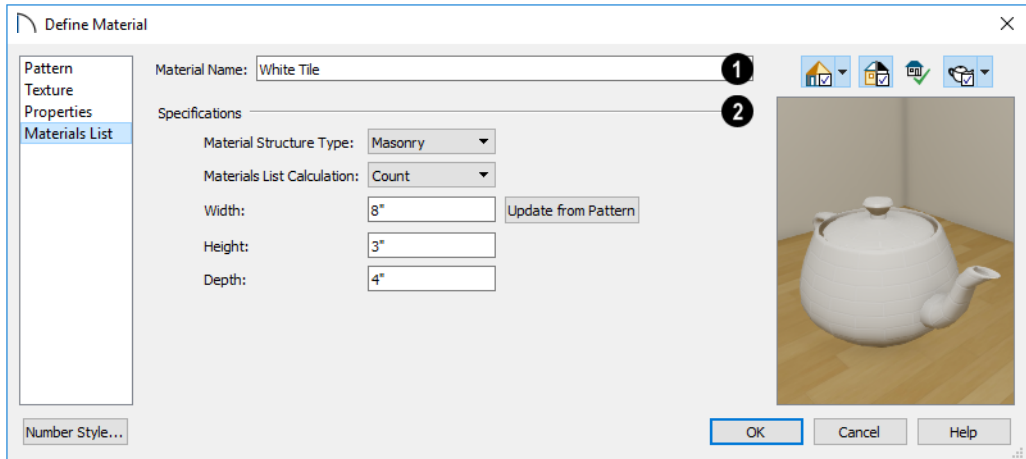 Define Material
Pattern
Texture
Properties
Materials List
Material Name: White Tile 1
Specifications 2
Material Structure Type: Masonry
Materials List Calculation: Count
Width: 8" Update from Pattern
Height: 3"
Depth: 4"
Number Style... OK Cancel Help